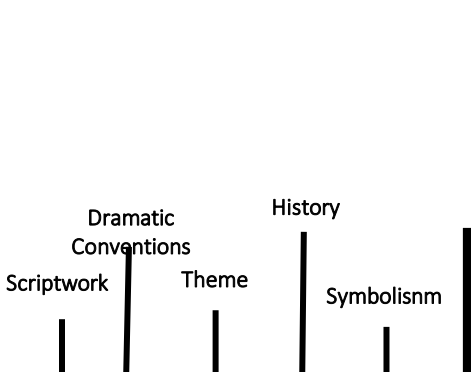 Scriptwork
Dramatic
Conventions
Theme
History
Symbolisnm